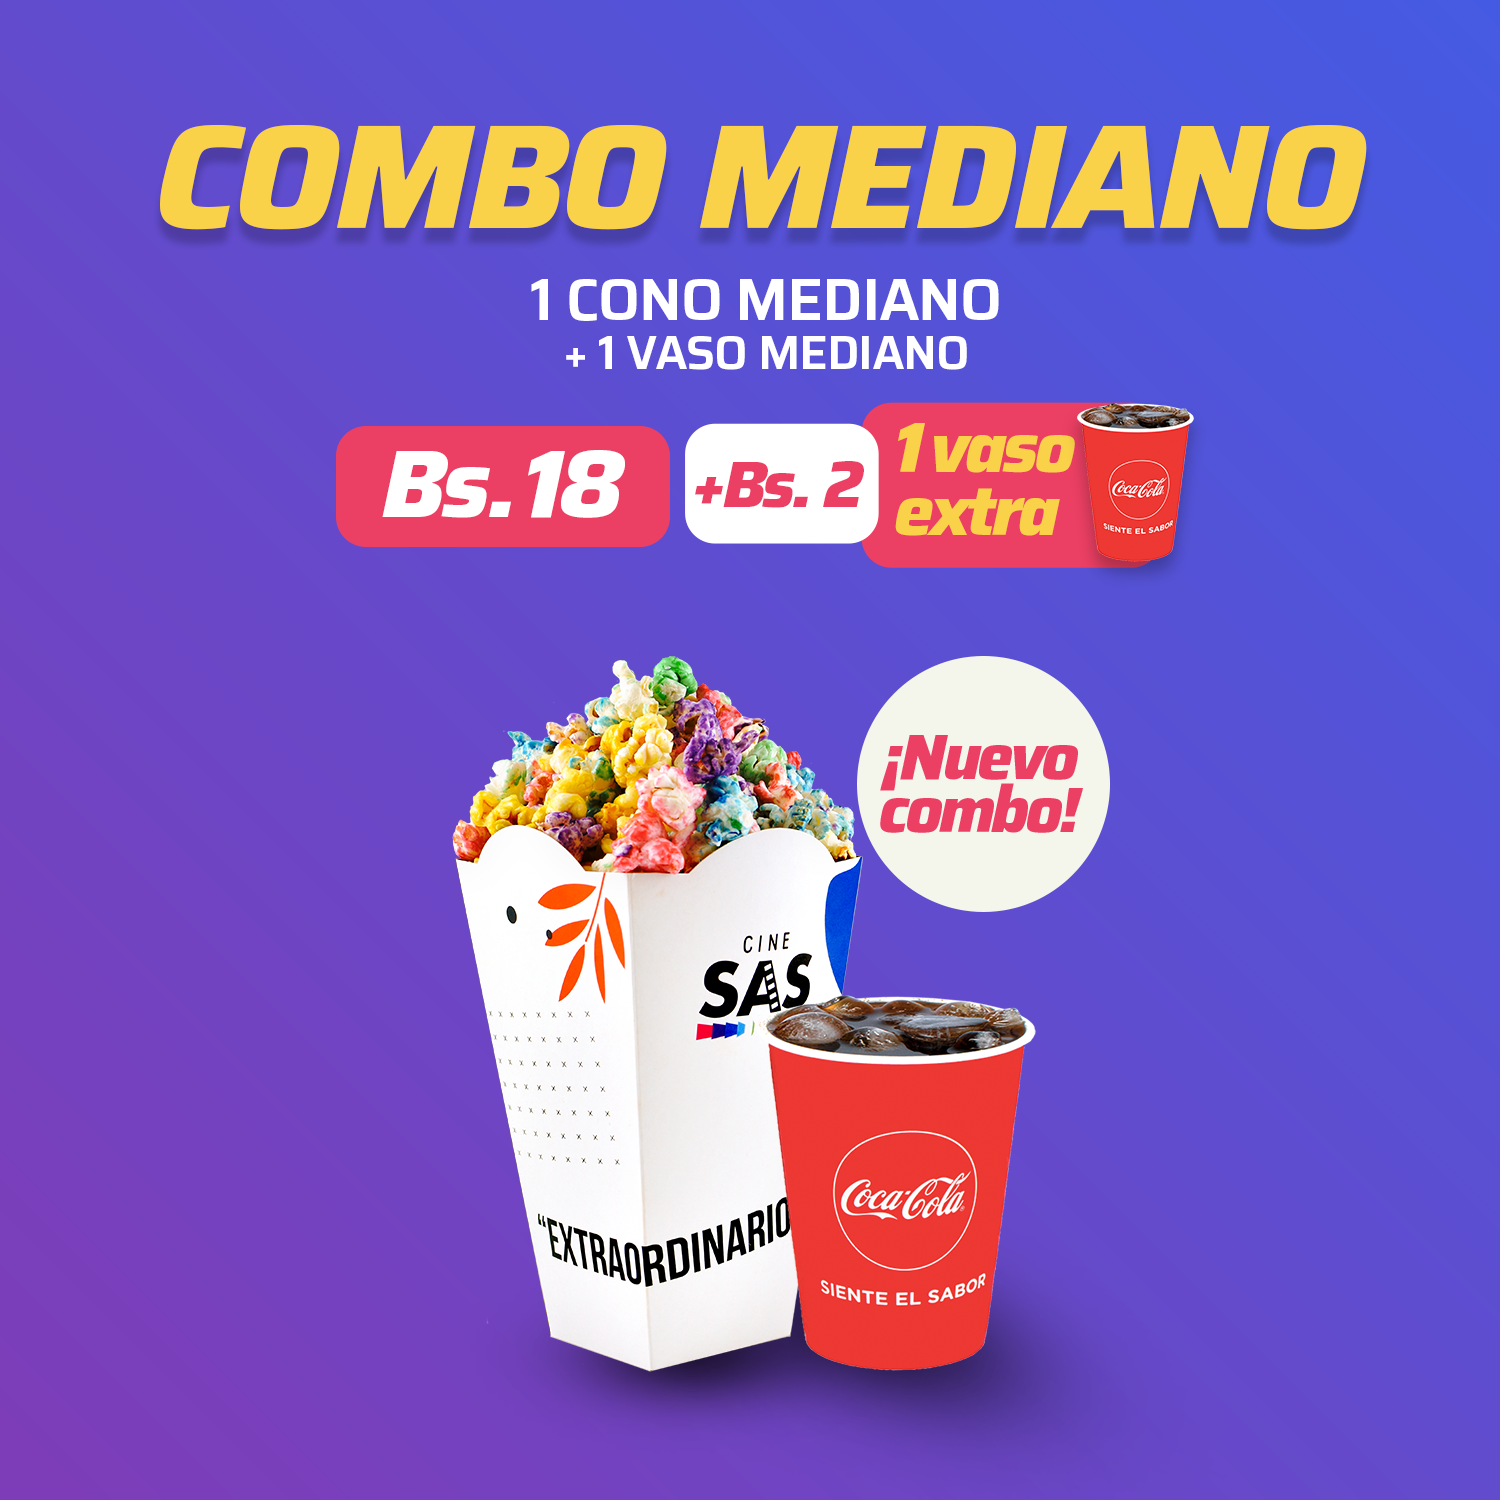 COMBO MEDIANO
1 CONO MEDIANO
+ 1 VASO MEDIANO
Bs. 18
+Bs. 2
1 vaso
extra
Coca-Cola
SIENTE EL SABOR
¡Nuevo
combo!
CINE
SAS
"EXTRAORDINARIO
Coca-Cola
SIENTE EL SABOR